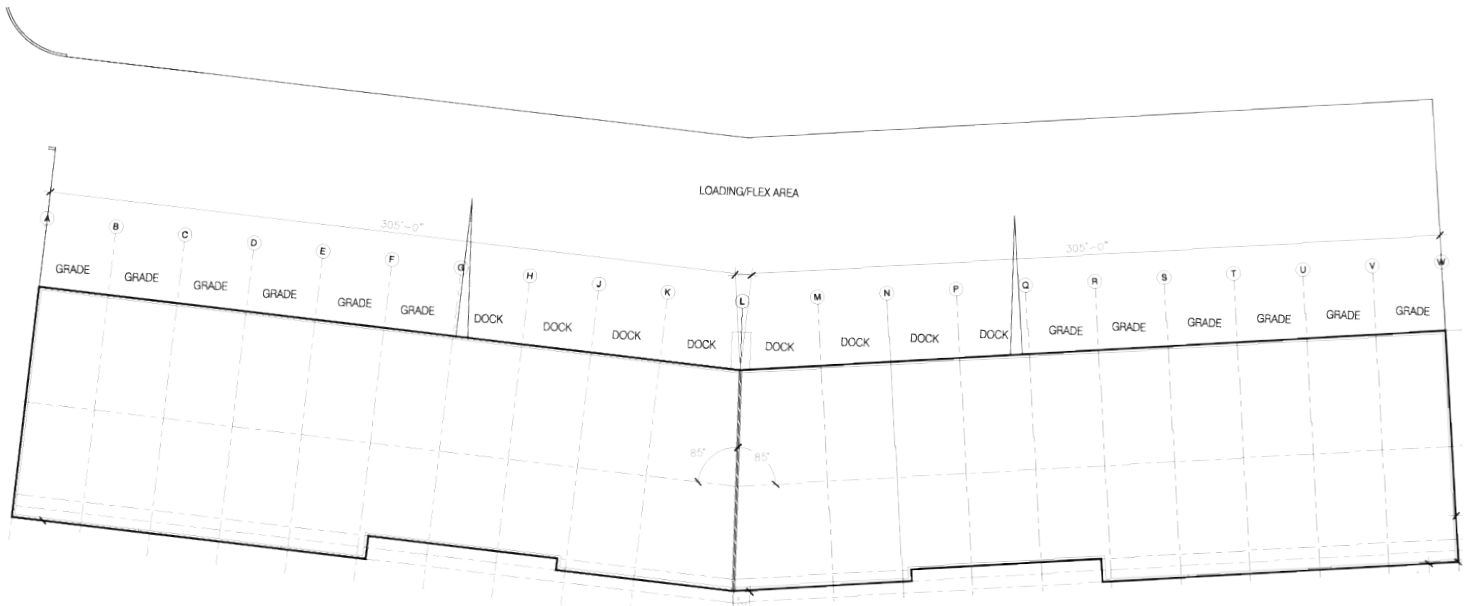 LOADING/FLEX AREA
305'-0"
305'-0"
A
B
C
D
E
F
G
H
J
K
L
M
N
P
Q
R
S
T
U
V
W
GRADE
GRADE
GRADE
GRADE
GRADE
GRADE
DOCK
DOCK
DOCK
DOCK
DOCK
DOCK
DOCK
DOCK
GRADE
GRADE
GRADE
GRADE
GRADE
GRADE
85°
85°